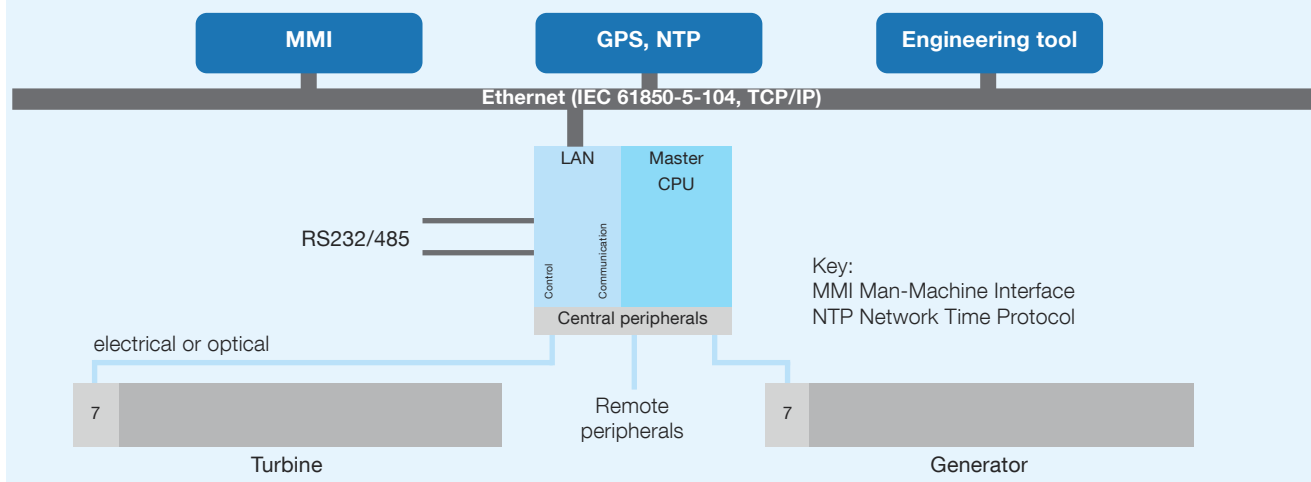 MMI
GPS, NTP
Engineering tool
Ethernet (IEC 61850-5-104, TCP/IP)
LAN
Master
CPU
RS232/485
Control
Communication
Key:
MMI Man-Machine Interface
NTP Network Time Protocol
Central peripherals
electrical or optical
7
Remote
peripherals
7
Turbine
Generator